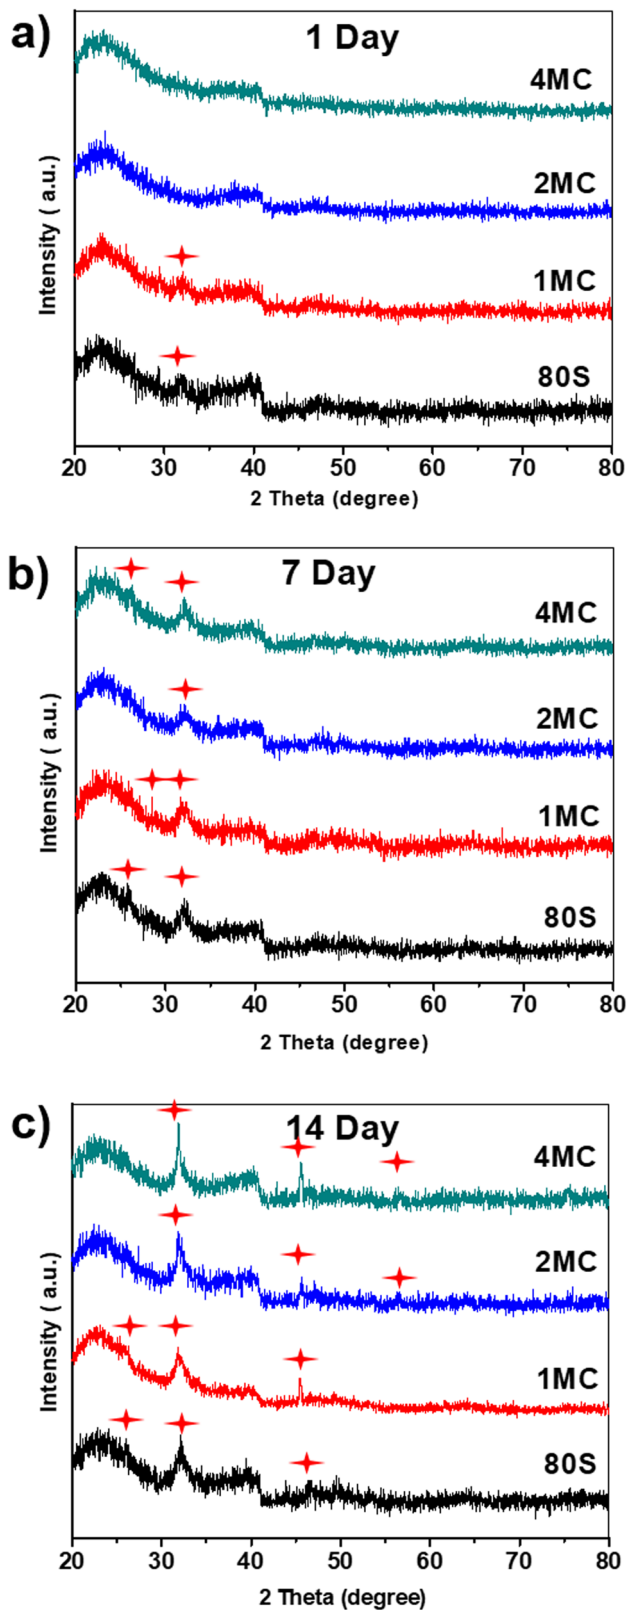 a)
1 Day
4MC
2MC
1MC
80S
Intensity ( a.u.)
20 30 40 50 60 70 80
2 Theta (degree)
b)
7 Day
4MC
2MC
1MC
80S
Intensity ( a.u.)
20 30 40 50 60 70 80
2 Theta (degree)
c)
14 Day
4MC
2MC
1MC
80S
Intensity ( a.u.)
20 30 40 50 60 70 80
2 Theta (degree)